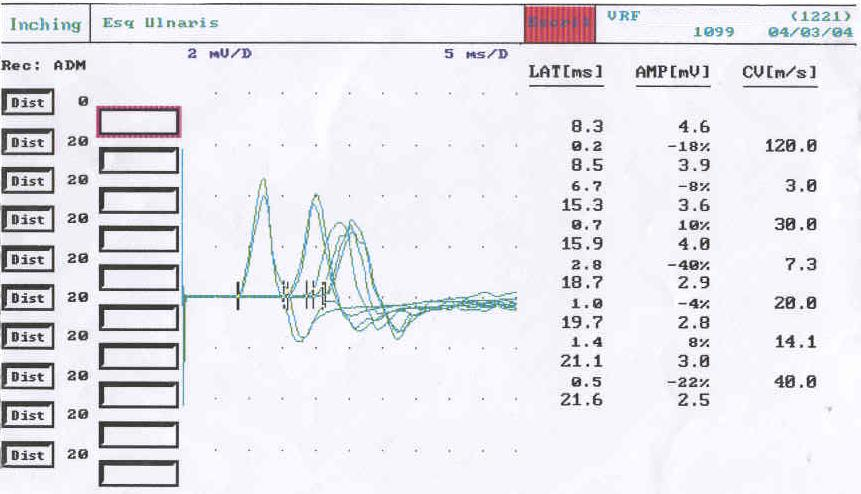 Inching Esq Ulnaris VRF (1221)
1099 04/03/04
2 mV/D 5 ms/D
Rec: ADM
LAT[ms] AMP[mV] CV[m/s]
Dist 0
Dist 20
Dist 20
Dist 20
Dist 20
Dist 20
Dist 20
Dist 20
Dist 20
Dist 20
8.3 4.6
0.2 -18% 120.0
8.5 3.9
6.7 -8% 3.0
15.3 3.6
0.7 10% 30.0
15.9 4.0
2.8 -40% 7.3
18.7 2.9
1.0 -4% 20.0
19.7 2.8
1.4 8% 14.1
21.1 3.0
0.5 -22% 40.0
21.6 2.5